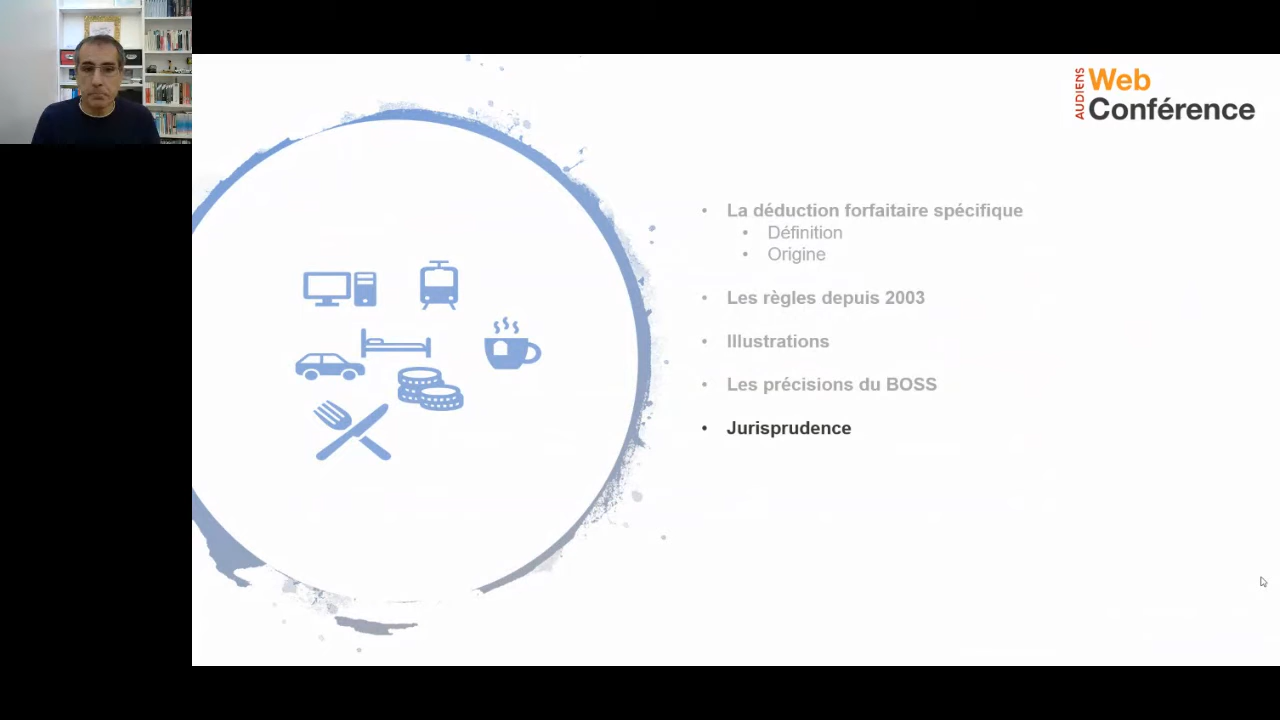 AUDIENS
Web
Conférence
• La déduction forfaitaire spécifique
• Définition
• Origine
• Les règles depuis 2003
• Illustrations
• Les précisions du BOSS
• Jurisprudence